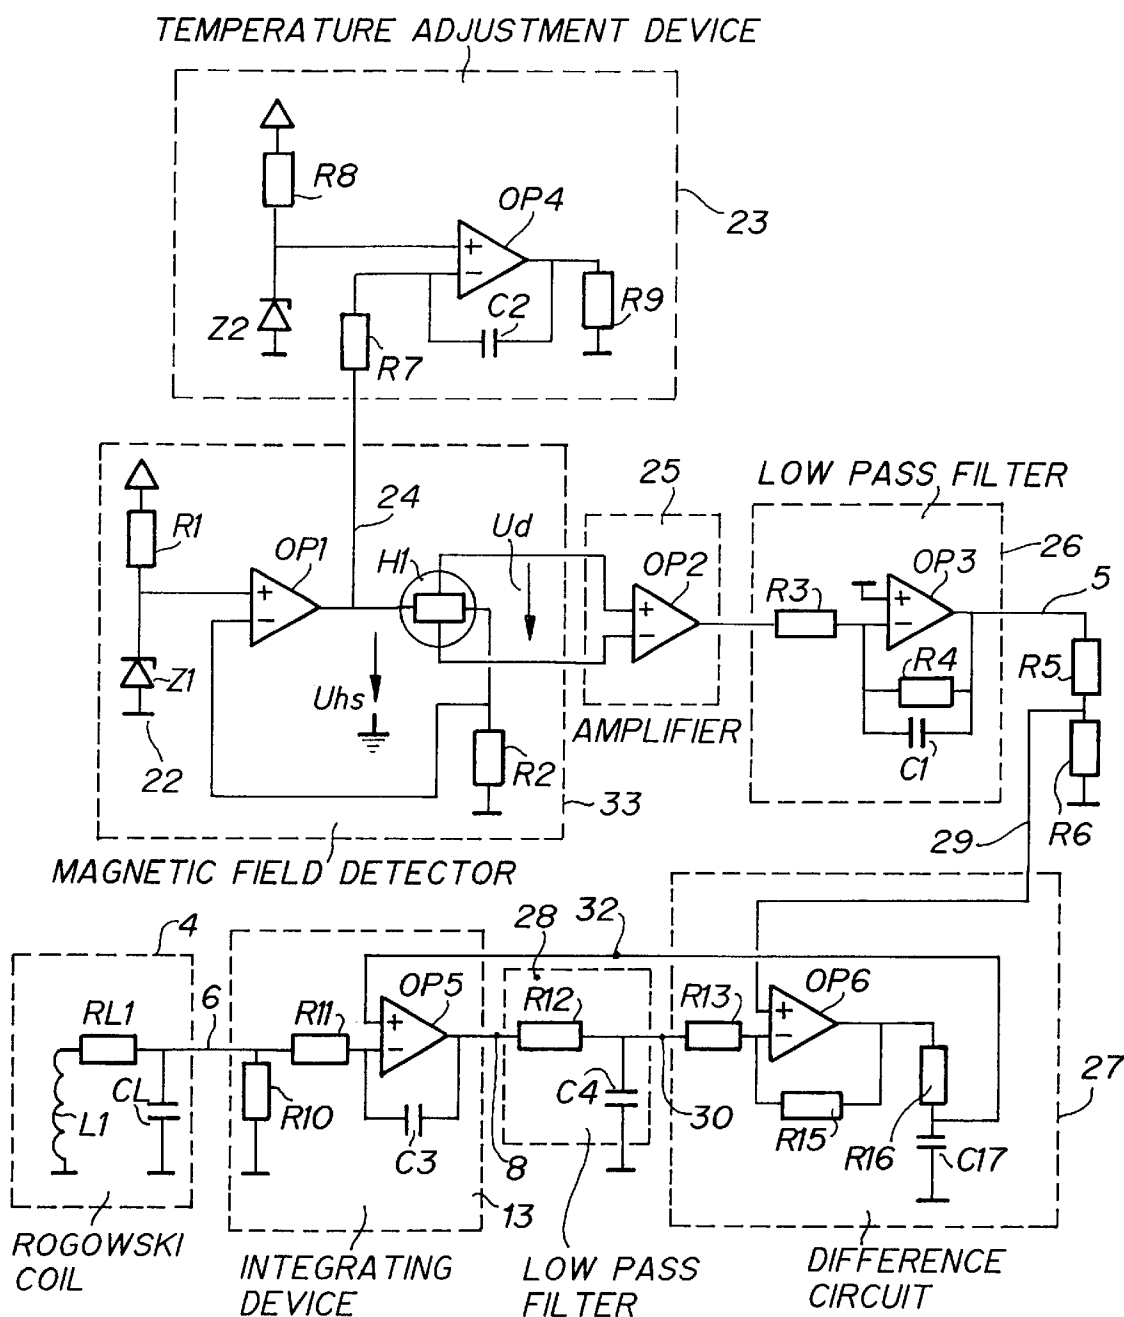 TEMPERATURE ADJUSTMENT DEVICE
R8
OP4
+
−
23
Z2
C2
R9
R7
LOW PASS FILTER
25
24
R1
OP1
H1
Ud
OP2
R3
OP3
26
5
+
−
+
−
+
−
Z1
Uhs
R4
R5
AMPLIFIER
C1
22
R2
33
R6
29
MAGNETIC FIELD DETECTOR
4
32
28
6
RL1
R11
OP5
R12
R13
OP6
+
−
+
−
27
L1
CL
R10
C3
C4
30
R15
R16
C17
8
13
ROGOWSKI
COIL
INTEGRATING
DEVICE
LOW PASS
FILTER
DIFFERENCE
CIRCUIT